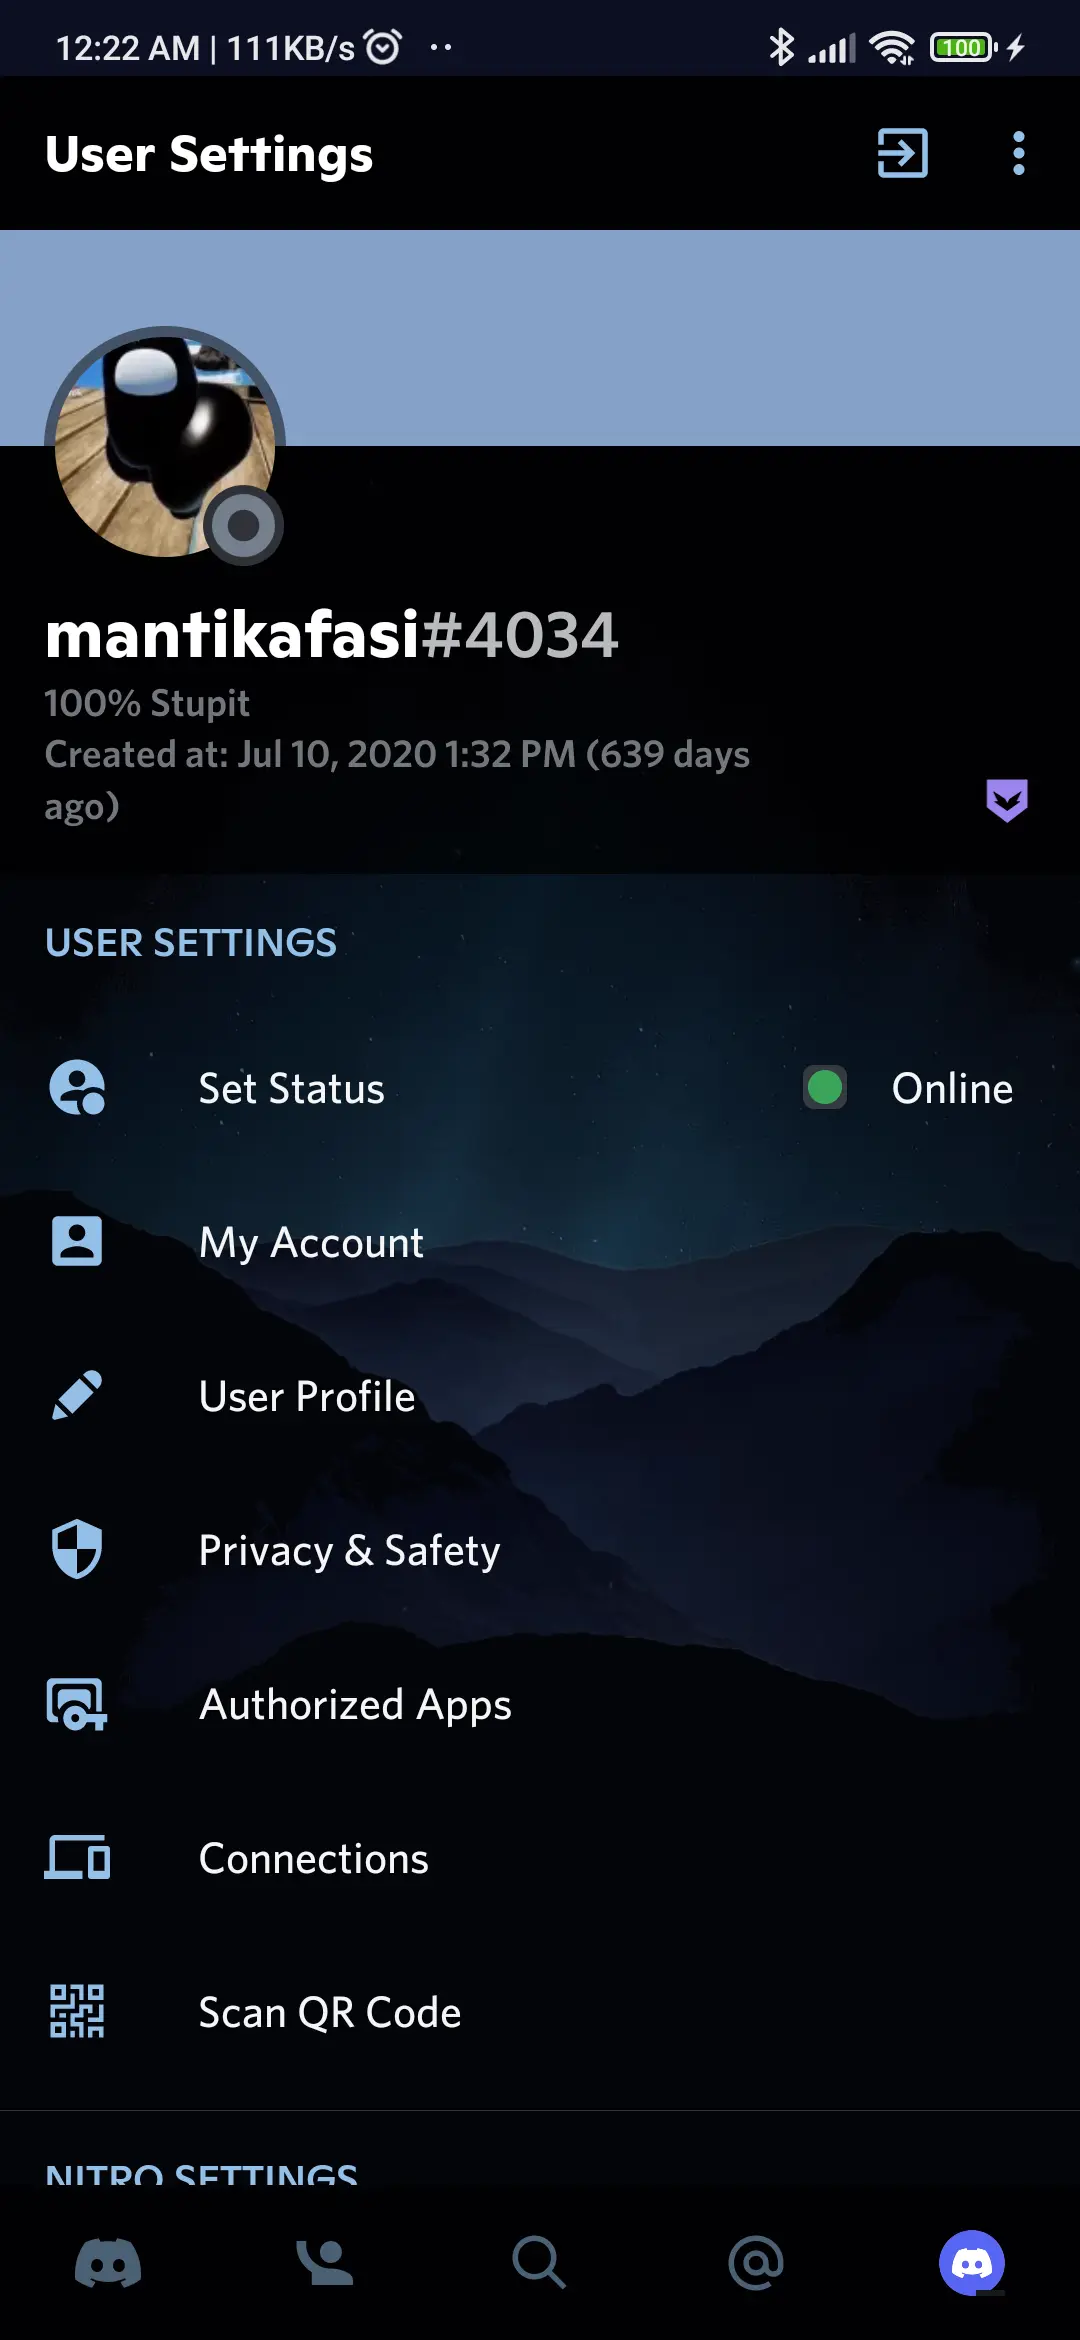 12:22 AM | 111KB/s
100
User Settings
mantikafasi#4034
100% Stupit
Created at: Jul 10, 2020 1:32 PM (639 days
ago)
USER SETTINGS
Set Status
Online
My Account
User Profile
Privacy & Safety
Authorized Apps
Connections
Scan QR Code
NITRO SETTINGS